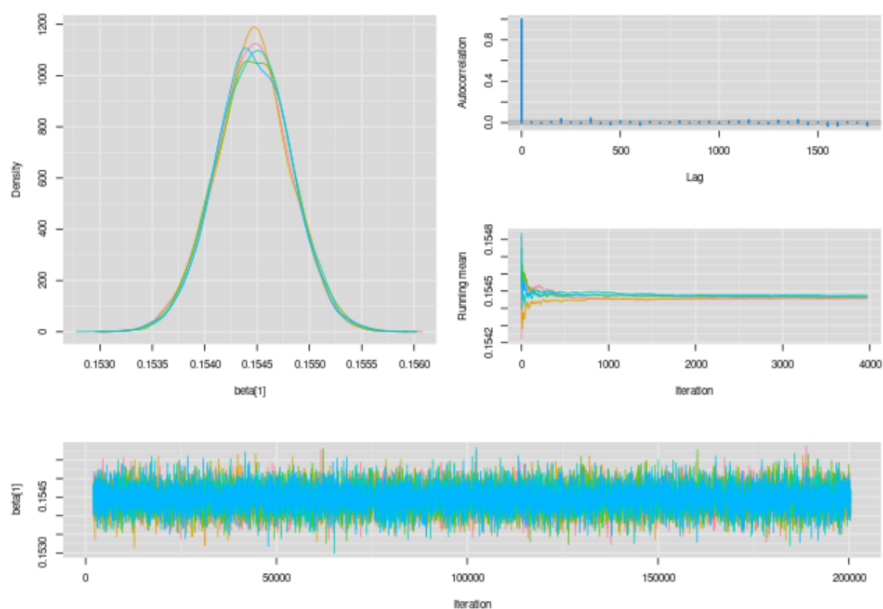 1200
1000
800
600
400
200
0
Density
0.1530 0.1535 0.1540 0.1545 0.1550 0.1555 0.1560
beta[1]
0.8
0.4
0.0
Autocorrelation
0 500 1000 1500
Lag
0.1548
0.1545
0.1542
Running mean
0 1000 2000 3000 4000
Iteration
0.1545
0.1530
beta[1]
0 50000 100000 150000 200000
Iteration